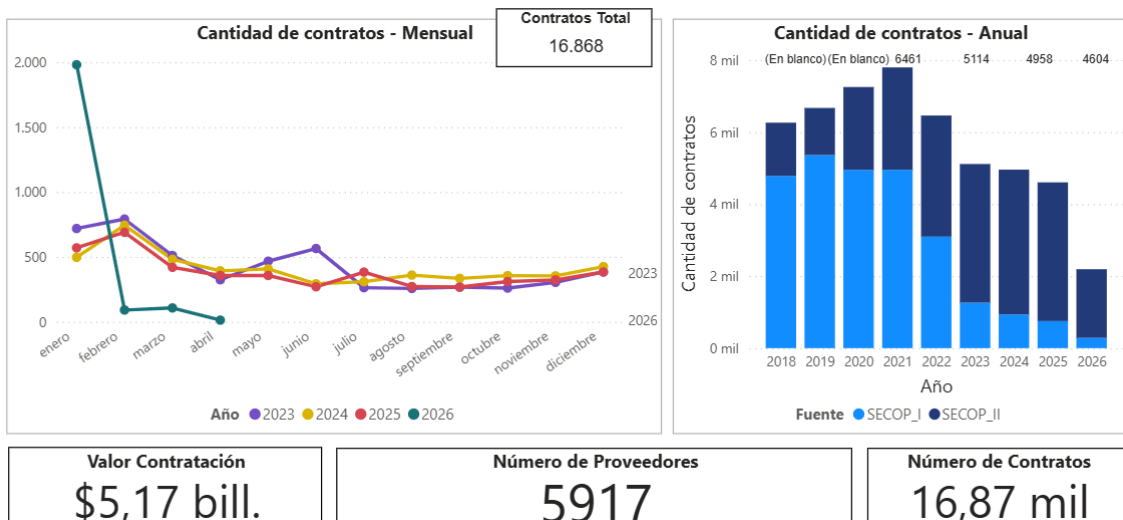 Cantidad de contratos - Mensual
Contratos Total
16.868
2.000
1.500
1.000
500
0
2023
2026
enero
febrero
marzo
abril
mayo
junio
julio
agosto
septiembre
octubre
noviembre
diciembre
Año 2023 2024 2025 2026
Cantidad de contratos - Anual
(En blanco) (En blanco) 6461 5114 4958 4604
8 mil
6 mil
4 mil
2 mil
0 mil
Cantidad de contratos
2018 2019 2020 2021 2022 2023 2024 2025 2026
Año
Fuente SECOP_I SECOP_II
Valor Contratación
$5,17 bill.
Número de Proveedores
5917
Número de Contratos
16,87 mil